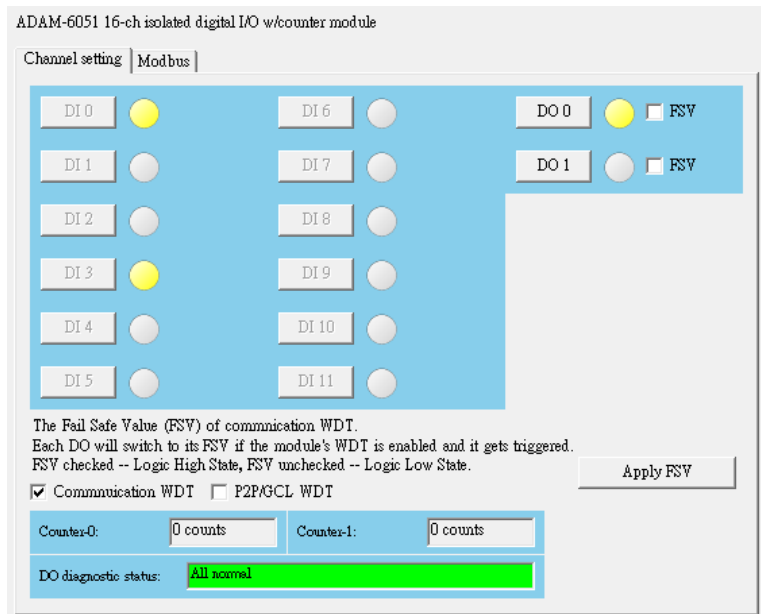 ADAM-6051 16-ch isolated digital I/O w/counter module
Channel setting Modbus
DI 0 DI 6 DO 0 FSV
DI 1 DI 7 DO 1 FSV
DI 2 DI 8
DI 3 DI 9
DI 4 DI 10
DI 5 DI 11
The Fail Safe Value (FSV) of commnication WDT.
Each DO will switch to its FSV if the module's WDT is enabled and it gets triggered.
FSV checked -- Logic High State, FSV unchecked -- Logic Low State.
Apply FSV
Commnuication WDT P2P/GCL WDT
Counter-0: 0 counts Counter-1: 0 counts
DO diagnostic status: All normal